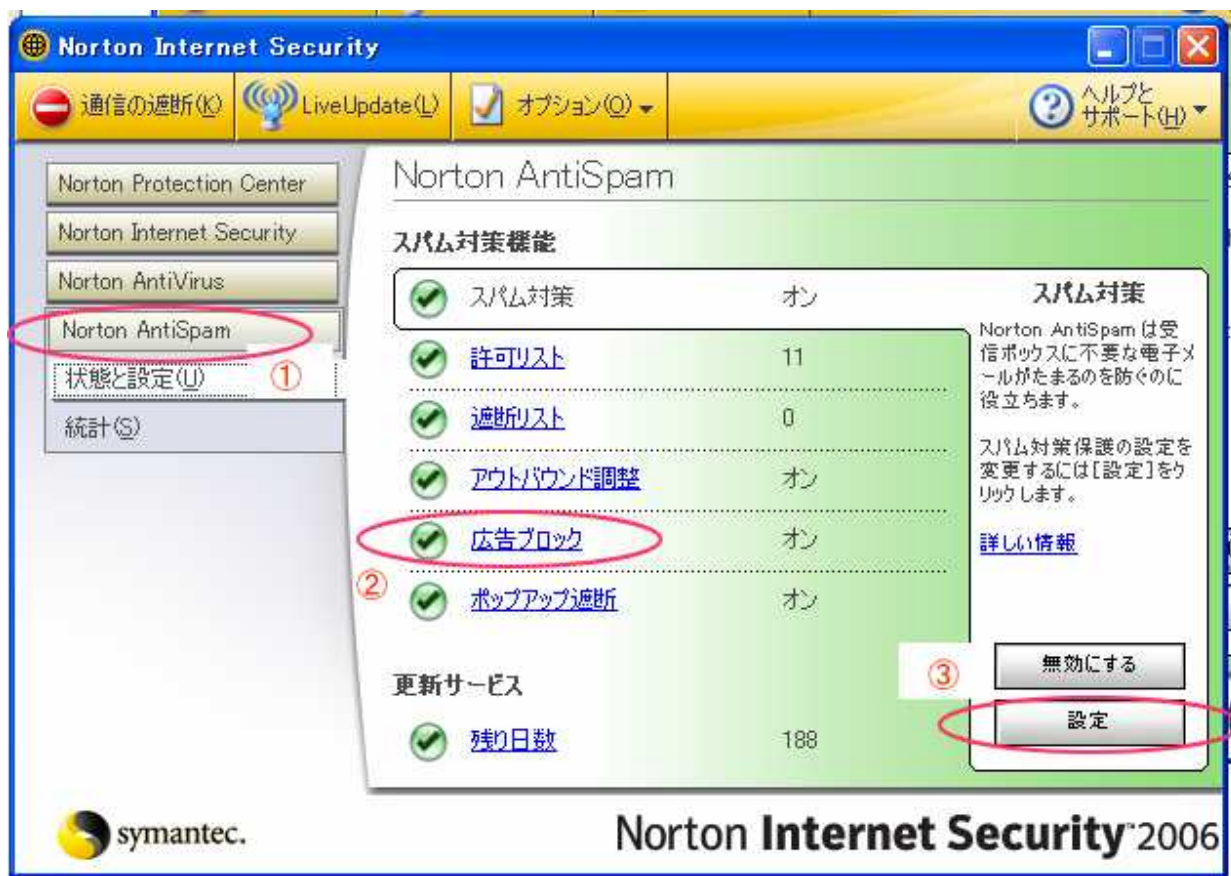 Norton Internet Security
通信の遮断(K)
LiveUpdate(L)
オプション(O)
ヘルプと
サポート(H)
Norton Protection Center
Norton Internet Security
Norton AntiVirus
Norton AntiSpam
①
状態と設定(U)
統計(S)
Norton AntiSpam
スパム対策機能
スパム対策 オン
許可リスト 11
遮断リスト 0
アウトバウンド調整 オン
広告ブロック オン
②
ポップアップ遮断 オン
更新サービス
残り日数 188
スパム対策
Norton AntiSpam は受
信ボックスに不要な電子メ
ールがたまるのを防ぐのに
役立ちます。
スパム対策保護の設定を
変更するには[設定]をク
リックします。
詳しい情報
③
無効にする
設定
symantec.
Norton Internet Security 2006